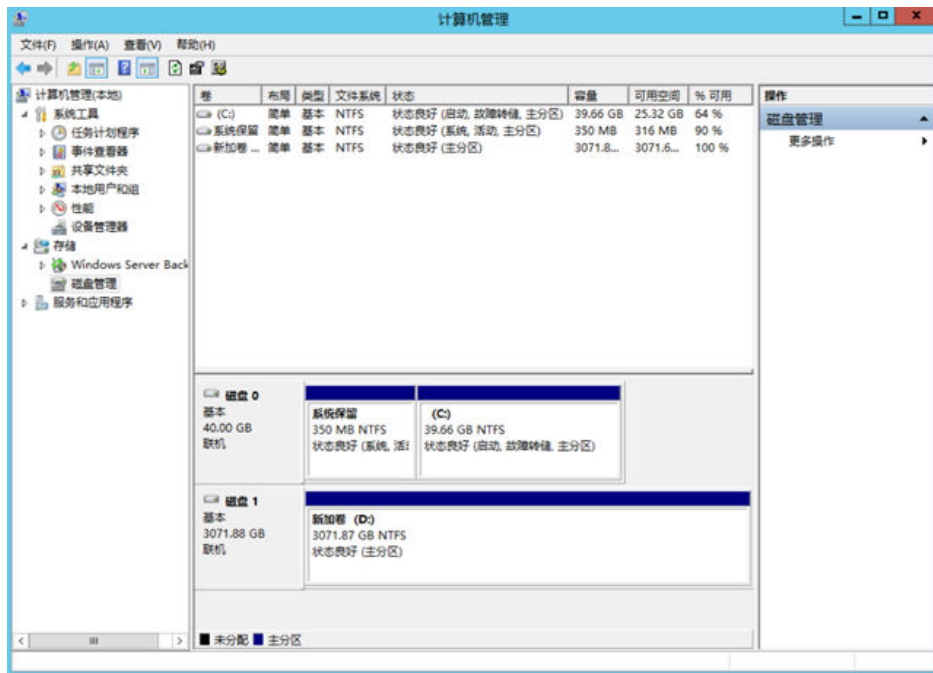 计算机管理
文件(F) 操作(A) 查看(V) 帮助(H)
计算机管理(本地)
系统工具
任务计划程序
事件查看器
共享文件夹
本地用户和组
性能
设备管理器
存储
Windows Server Back
磁盘管理
服务和应用程序
卷 布局 类型 文件系统 状态 容量 可用空间 % 可用
(C:) 简单 基本 NTFS 状态良好 (启动, 故障转储, 主分区) 39.66 GB 25.32 GB 64 %
系统保留 简单 基本 NTFS 状态良好 (系统, 活动, 主分区) 350 MB 316 MB 90 %
新加卷 ... 简单 基本 NTFS 状态良好 (主分区) 3071.8... 3071.6... 100 %
磁盘 0
基本
40.00 GB
联机
系统保留
350 MB NTFS
状态良好 (系统, 活
(C:)
39.66 GB NTFS
状态良好 (启动, 故障转储, 主分区)
磁盘 1
基本
3071.88 GB
联机
新加卷 (D:)
3071.87 GB NTFS
状态良好 (主分区)
未分配 主分区
操作
磁盘管理
更多操作